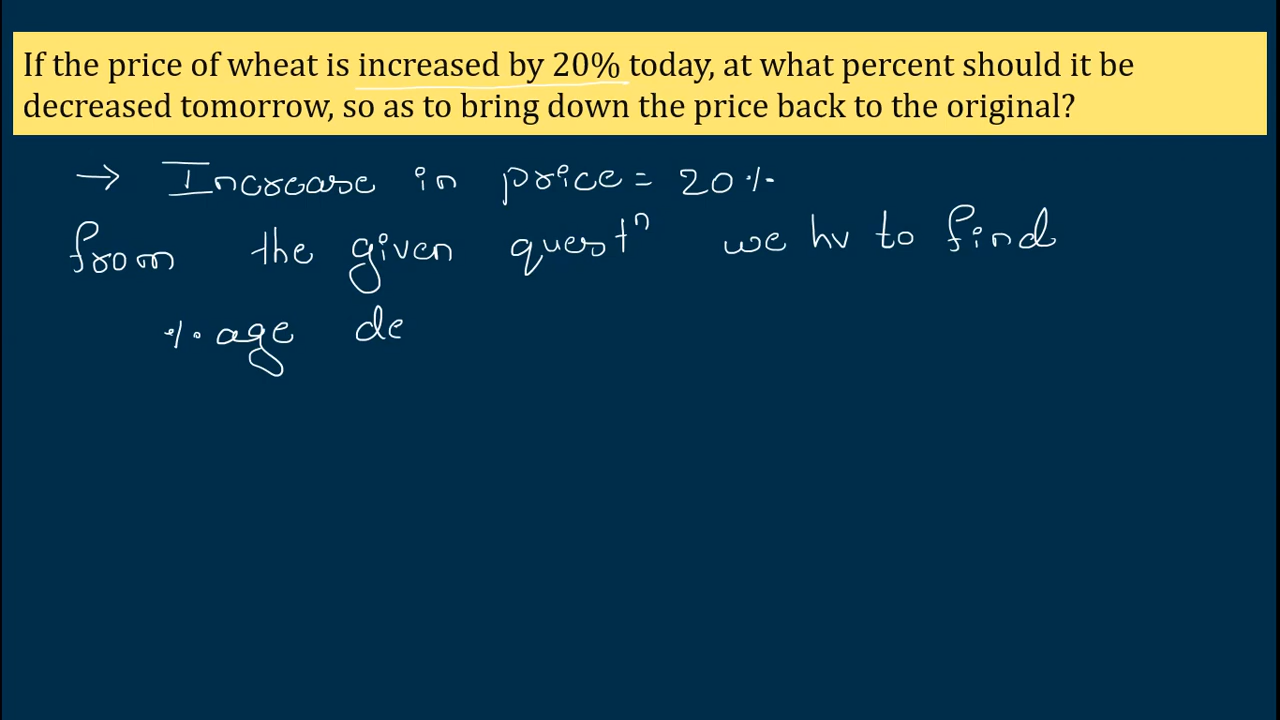 If the price of wheat is increased by 20% today, at what percent should it be
decreased tomorrow, so as to bring down the price back to the original?
→ Increase in price = 20%
from the given questⁿ we hv to find
%age de